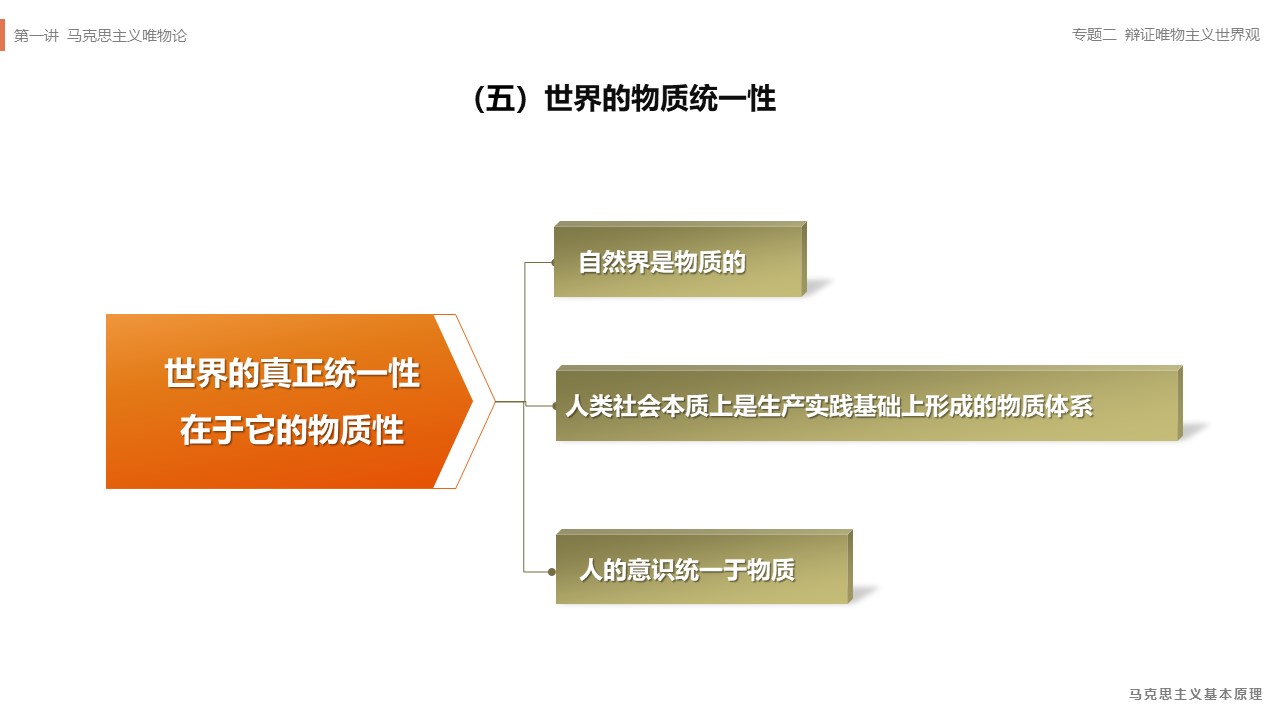 第一讲 马克思主义唯物论
专题二 辩证唯物主义世界观
（五）世界的物质统一性
自然界是物质的
世界的真正统一性
在于它的物质性
人类社会本质上是生产实践基础上形成的物质体系
人的意识统一于物质
马克思主义基本原理